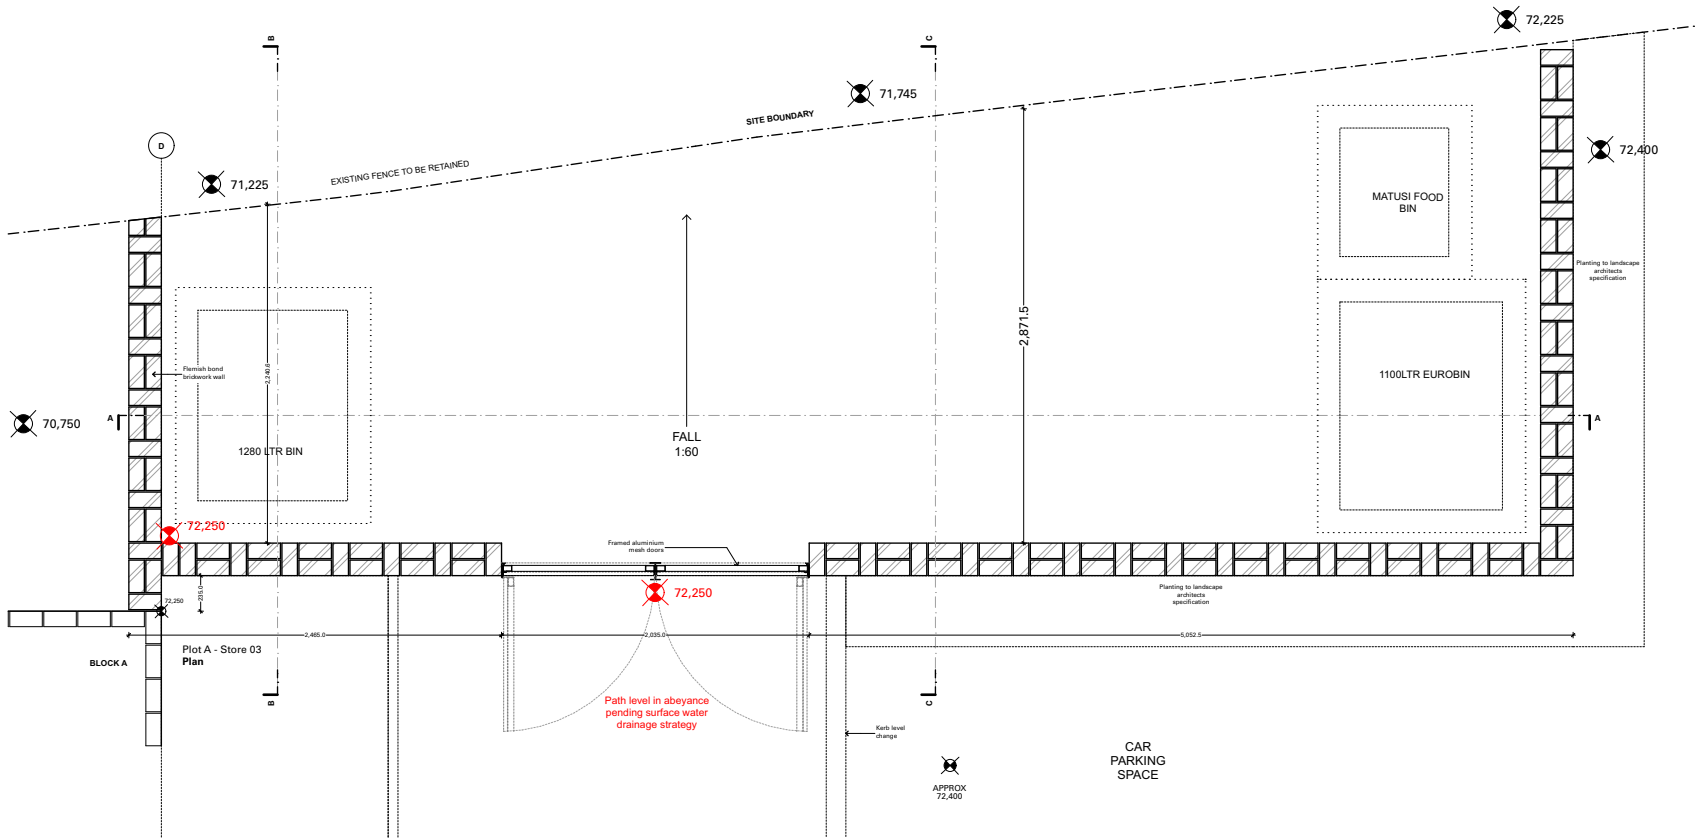 72,225
B
C
71,745
SITE BOUNDARY
D
72,400
EXISTING FENCE TO BE RETAINED
71,225
MATUSI FOOD
BIN
Planting to landscape
architects
specification
2,871.5
Flemish bond
brickwork wall
2,240.6
1100LTR EUROBIN
A
A
70,750
FALL
1:60
1280 LTR BIN
72,250
Framed aluminium
mesh doors
72,250
Planting to landscape
architects
specification
235.0
72,250
2,465.0
2,035.0
5,052.5
Plot A - Store 03
Plan
BLOCK A
B
C
Path level in abeyance
pending surface water
drainage strategy
Kerb level
change
CAR
PARKING
SPACE
APPROX
72,400